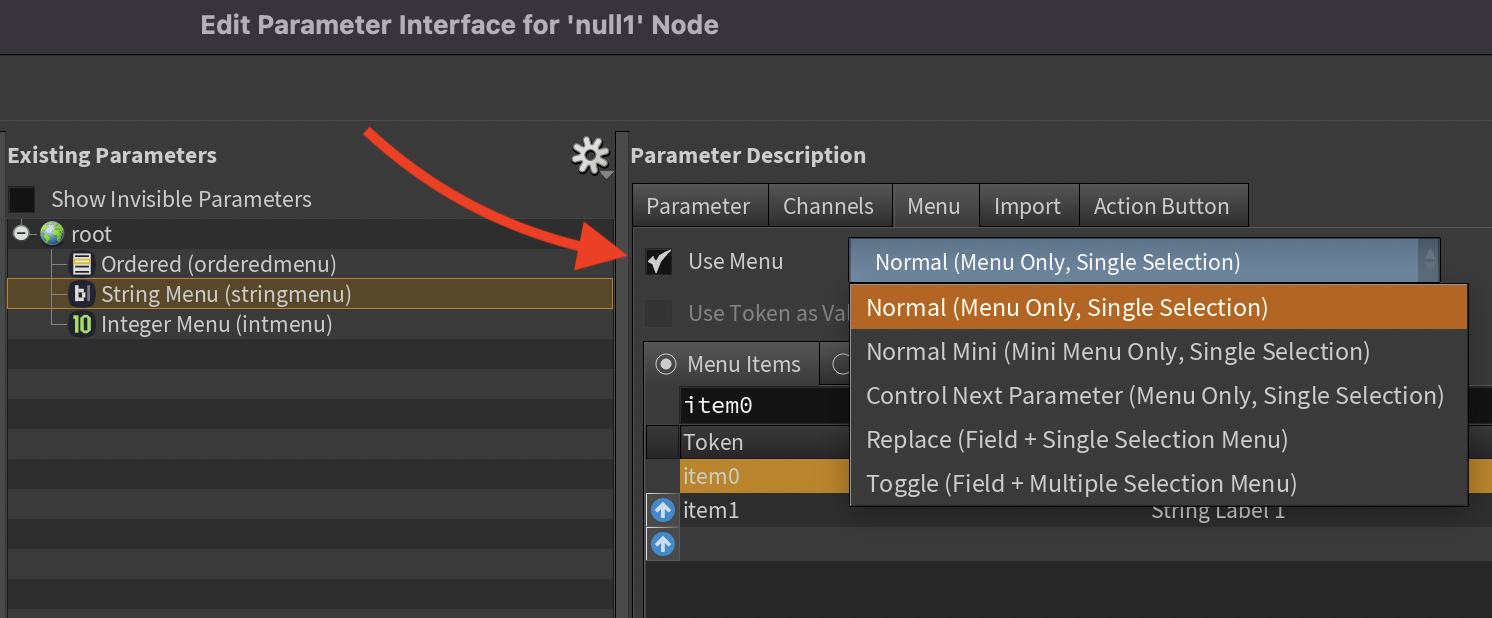 Edit Parameter Interface for 'null1' Node
Existing Parameters
Show Invisible Parameters
root
Ordered (orderedmenu)
String Menu (stringmenu)
Integer Menu (intmenu)
Parameter Description
Parameter Channels Menu Import Action Button
Use Menu Normal (Menu Only, Single Selection)
Use Token as
Normal (Menu Only, Single Selection)
Normal Mini (Mini Menu Only, Single Selection)
Control Next Parameter (Menu Only, Single Selection)
Replace (Field + Single Selection Menu)
Toggle (Field + Multiple Selection Menu)
Menu Items
item0
Token
item0
item1 String Label 1